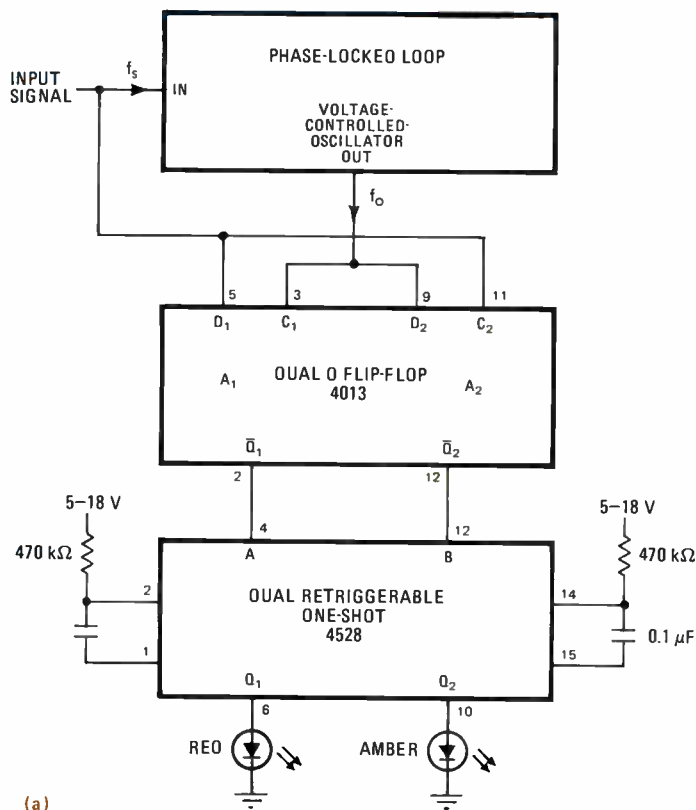 PHASE-LOCKEO LOOP
INPUT
SIGNAL
fs
IN
VOLTAGE-
CONTROLLED-
OSCILLATOR
OUT
fo
5 3 9 11
D1 C1 D2 C2
A1 OUAL O FLIP-FLOP A2
4013
Q̅1 Q̅2
2 12
5–18 V 4 12 5–18 V
470 kΩ A B 470 kΩ
2 OUAL RETRIGGERABLE 14
ONE-SHOT
4528 0.1 μF
1 15
Q1 Q2
6 10
REO AMBER
(a)